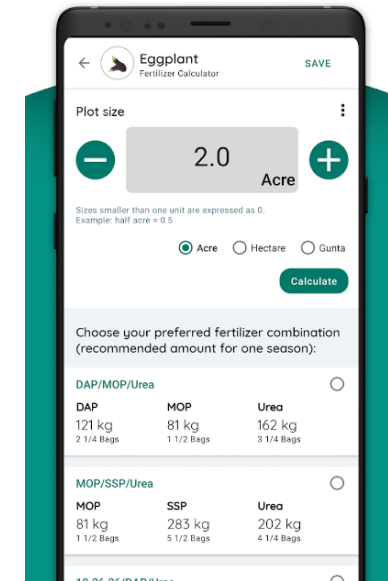 Eggplant
Fertilizer Calculator
SAVE
Plot size
2.0
Acre
Sizes smaller than one unit are expressed as 0.
Example: half acre = 0.5
Acre Hectare Gunta
Calculate
Choose your preferred fertilizer combination
(recommended amount for one season):
DAP/MOP/Urea
DAP MOP Urea
121 kg 81 kg 162 kg
2 1/4 Bags 1 1/2 Bags 3 1/4 Bags
MOP/SSP/Urea
MOP SSP Urea
81 kg 283 kg 202 kg
1 1/2 Bags 5 1/2 Bags 4 1/4 Bags